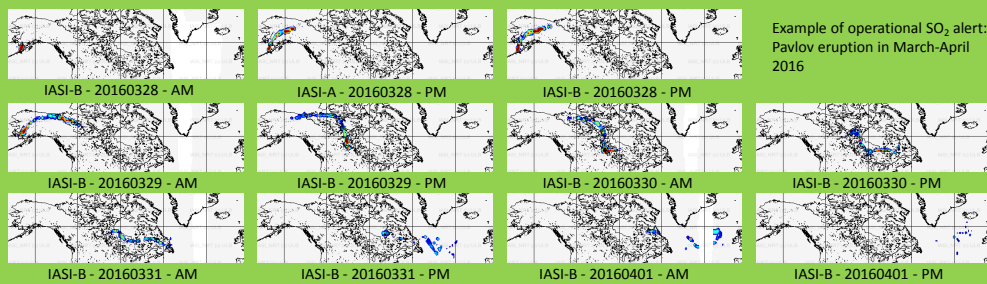 Example of operational SO₂ alert:
Pavlov eruption in March-April
2016
IASI-B - 20160328 - AM
IASI-A - 20160328 - PM
IASI-B - 20160328 - PM
IASI-B - 20160329 - AM
IASI-B - 20160329 - PM
IASI-B - 20160330 - AM
IASI-B - 20160330 - PM
IASI-B - 20160331 - AM
IASI-B - 20160331 - PM
IASI-B - 20160401 - AM
IASI-B - 20160401 - PM